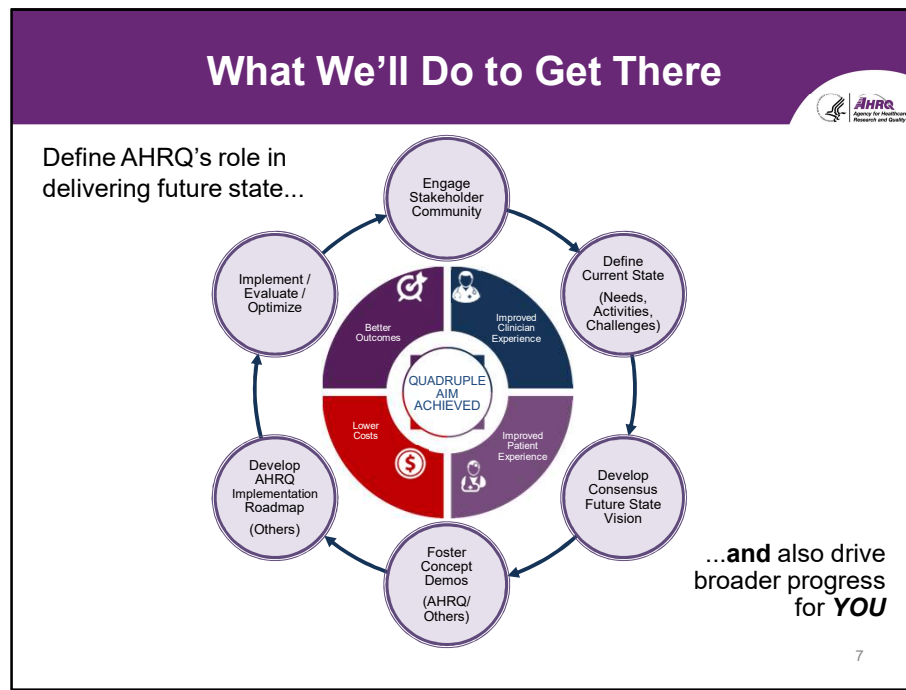 What We'll Do to Get There
AHRQ
Agency for Healthcare
Research and Quality
Define AHRQ's role in
delivering future state...
Engage
Stakeholder
Community
Define
Current State
(Needs,
Activities,
Challenges)
Develop
Consensus
Future State
Vision
Foster
Concept
Demos
(AHRQ/
Others)
Develop
AHRQ
Implementation
Roadmap
(Others)
Implement /
Evaluate /
Optimize
Better
Outcomes
Improved
Clinician
Experience
QUADRUPLE
AIM
ACHIEVED
Lower
Costs
$
Improved
Patient
Experience
...and also drive
broader progress
for YOU
7